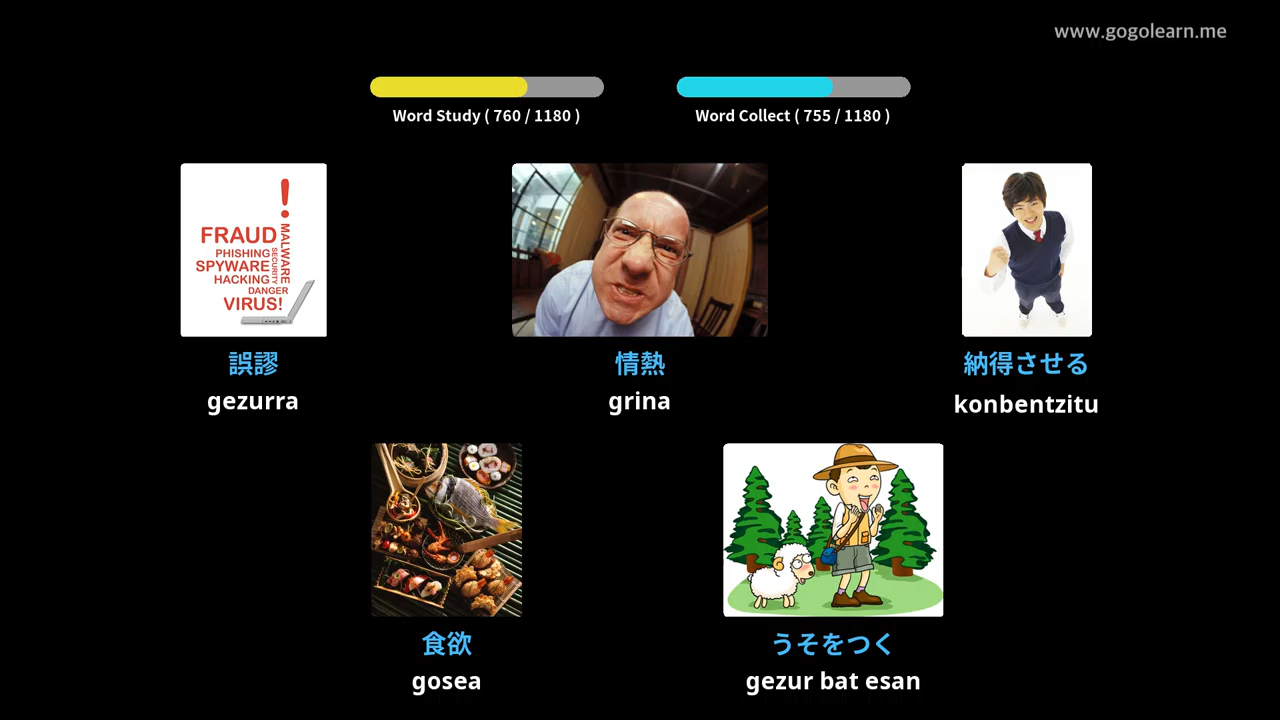 www.gogolearn.me
Word Study ( 760 / 1180 )
Word Collect ( 755 / 1180 )
!
FRAUD
PHISHING
SPYWARE
HACKING
DANGER
VIRUS!
SECURITY
MALWARE
誤謬
gezurra
情熱
grina
納得させる
konbentzitu
食欲
gosea
うそをつく
gezur bat esan